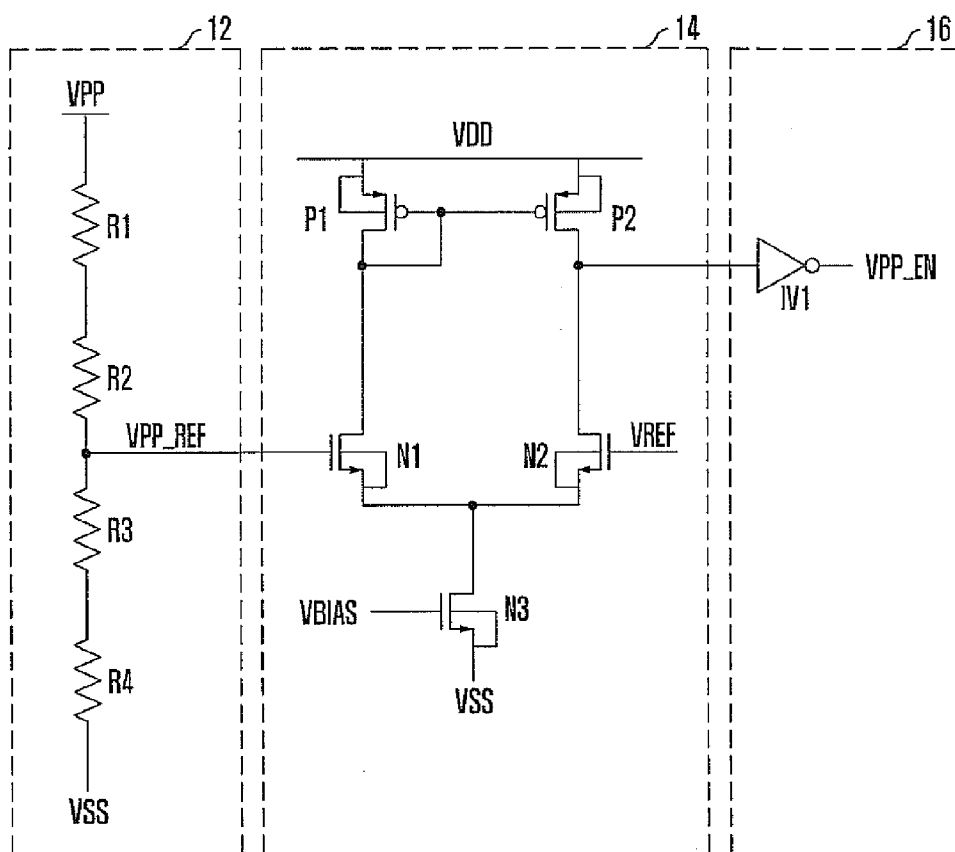 12
14
16
VPP
VDD
R1
P1
P2
VPP_EN
IV1
R2
VPP_REF
N1
N2
VREF
R3
VBIAS
N3
R4
VSS
VSS